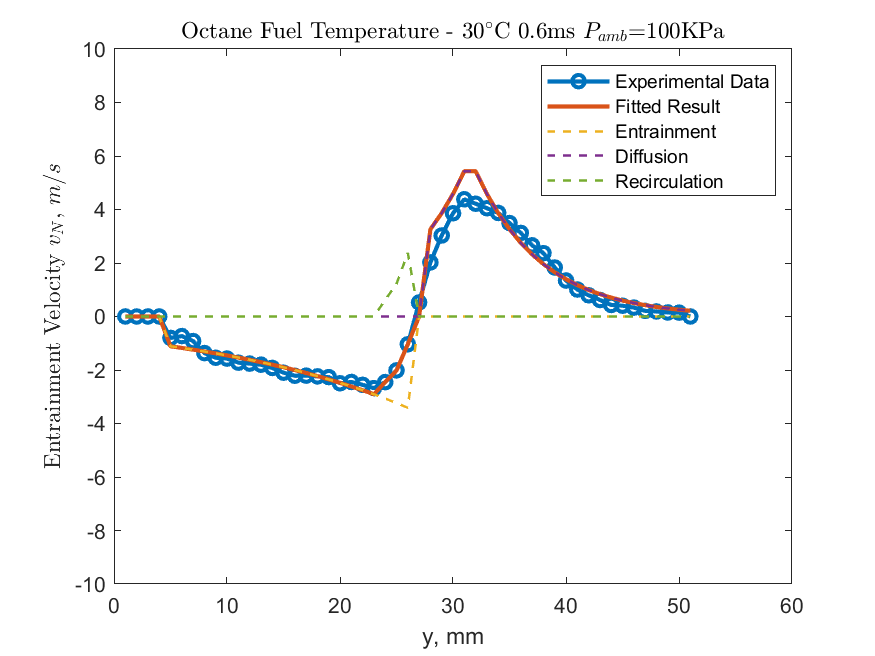 Octane Fuel Temperature - 30°C 0.6ms P_amb=100KPa
Experimental Data
Fitted Result
Entrainment
Diffusion
Recirculation
Entrainment Velocity v_N, m/s
10
8
6
4
2
0
-2
-4
-6
-8
-10
0 10 20 30 40 50 60
y, mm